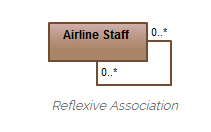 Airline Staff
0..*
0..*
Reflexive Association